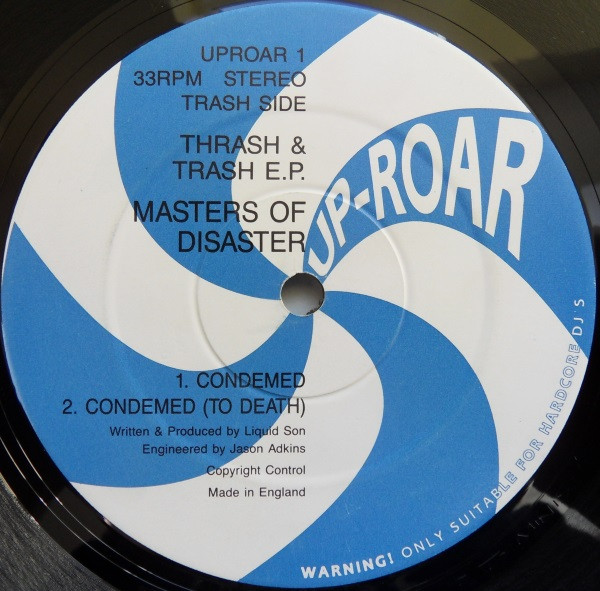 UPROAR 1
33RPM STEREO
TRASH SIDE
THRASH &
TRASH E.P.
MASTERS OF
DISASTER
UP-ROAR
1. CONDEMED
2. CONDEMED (TO DEATH)
Written & Produced by Liquid Son
Engineered by Jason Adkins
Copyright Control
Made in England
WARNING! ONLY SUITABLE FOR HARDCORE DJ'S